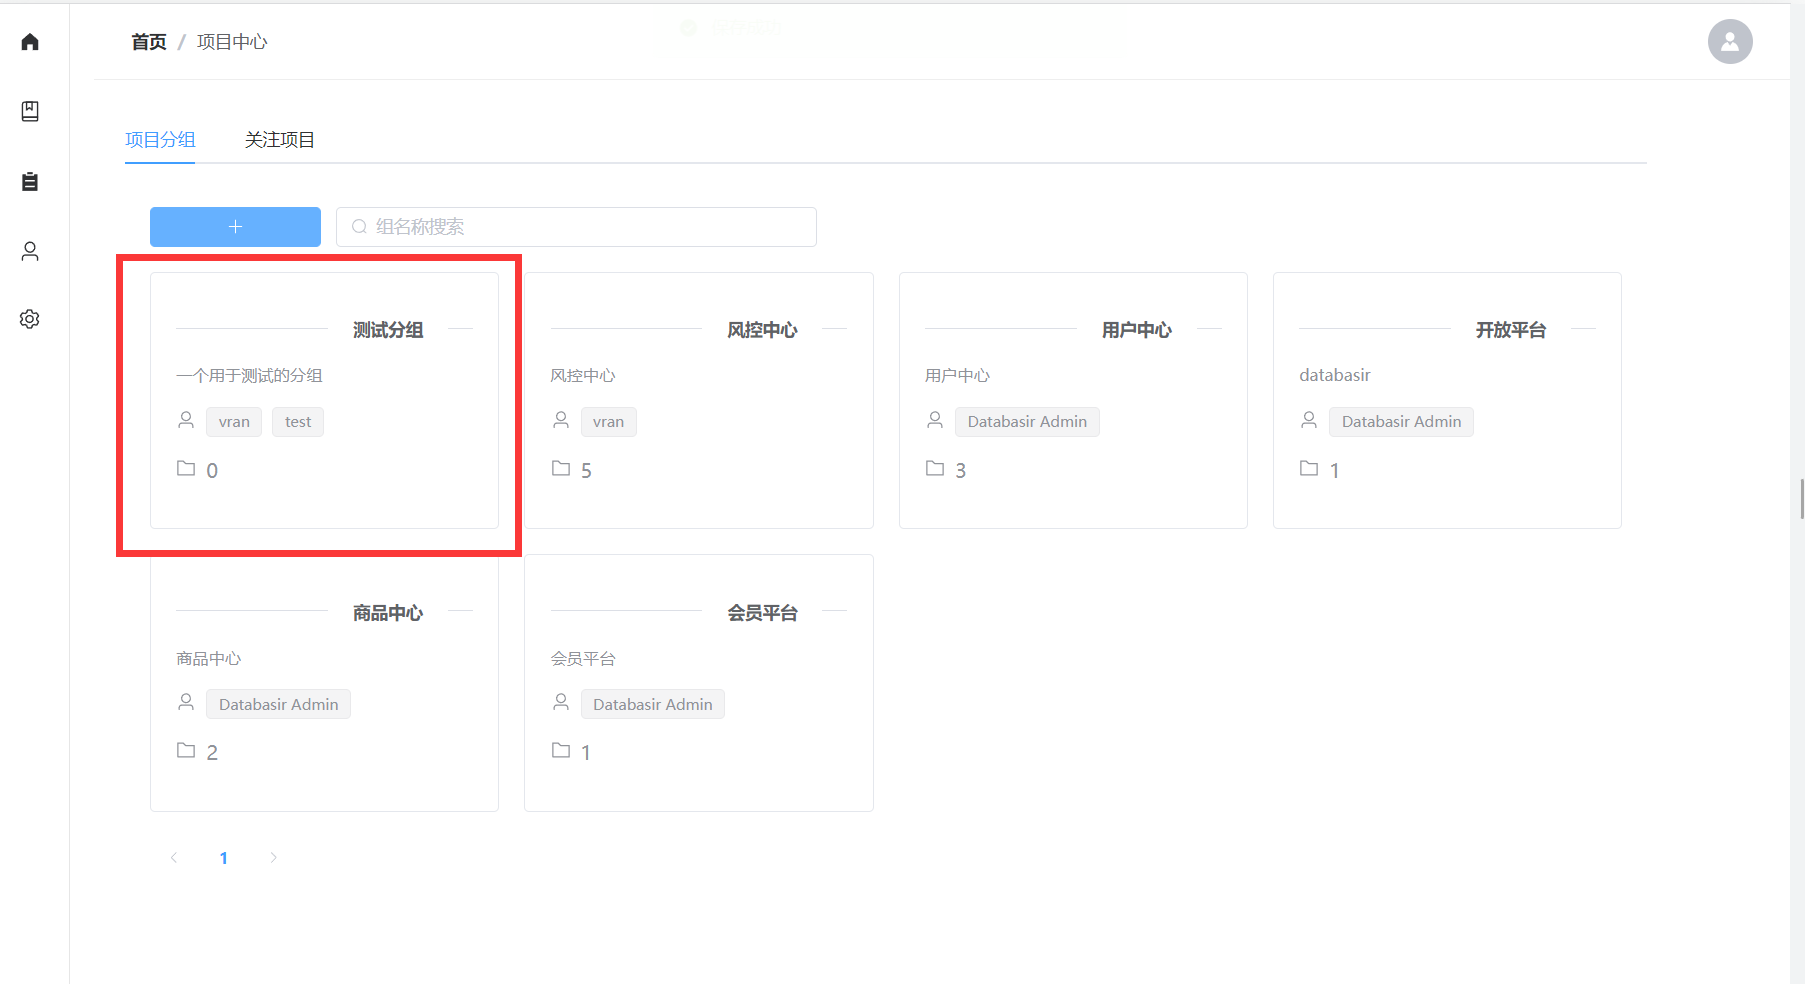 首页 / 项目中心
项目分组 关注项目
组名称搜索
测试分组
一个用于测试的分组
vran test
0
风控中心
风控中心
vran
5
用户中心
用户中心
Databasir Admin
3
开放平台
databasir
Databasir Admin
1
商品中心
商品中心
Databasir Admin
2
会员平台
会员平台
Databasir Admin
1
1